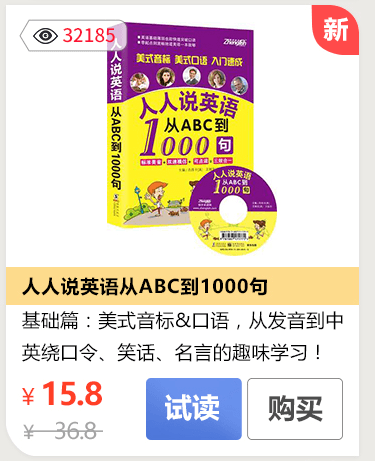 32185
新
Zhongteng
美式音标 美式口语 入门速成
人人说英语
从ABC到
1000句
人人说英语 从ABC到1000句
人人说英语
从ABC到
1000句
人人说英语从ABC到1000句
基础篇：美式音标&口语，从发音到中
英绕口令、笑话、名言的趣味学习！
¥ 15.8
¥ 36.8
试读
购买